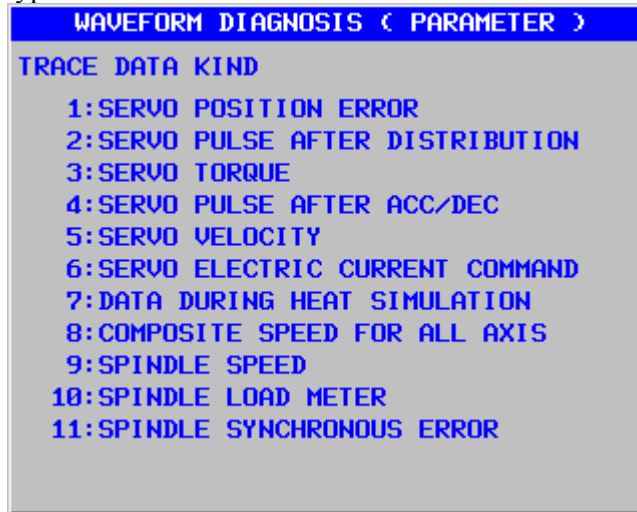 WAVEFORM DIAGNOSIS ( PARAMETER )
TRACE DATA KIND
1:SERVO POSITION ERROR
2:SERVO PULSE AFTER DISTRIBUTION
3:SERVO TORQUE
4:SERVO PULSE AFTER ACC/DEC
5:SERVO VELOCITY
6:SERVO ELECTRIC CURRENT COMMAND
7:DATA DURING HEAT SIMULATION
8:COMPOSITE SPEED FOR ALL AXIS
9:SPINDLE SPEED
10:SPINDLE LOAD METER
11:SPINDLE SYNCHRONOUS ERROR